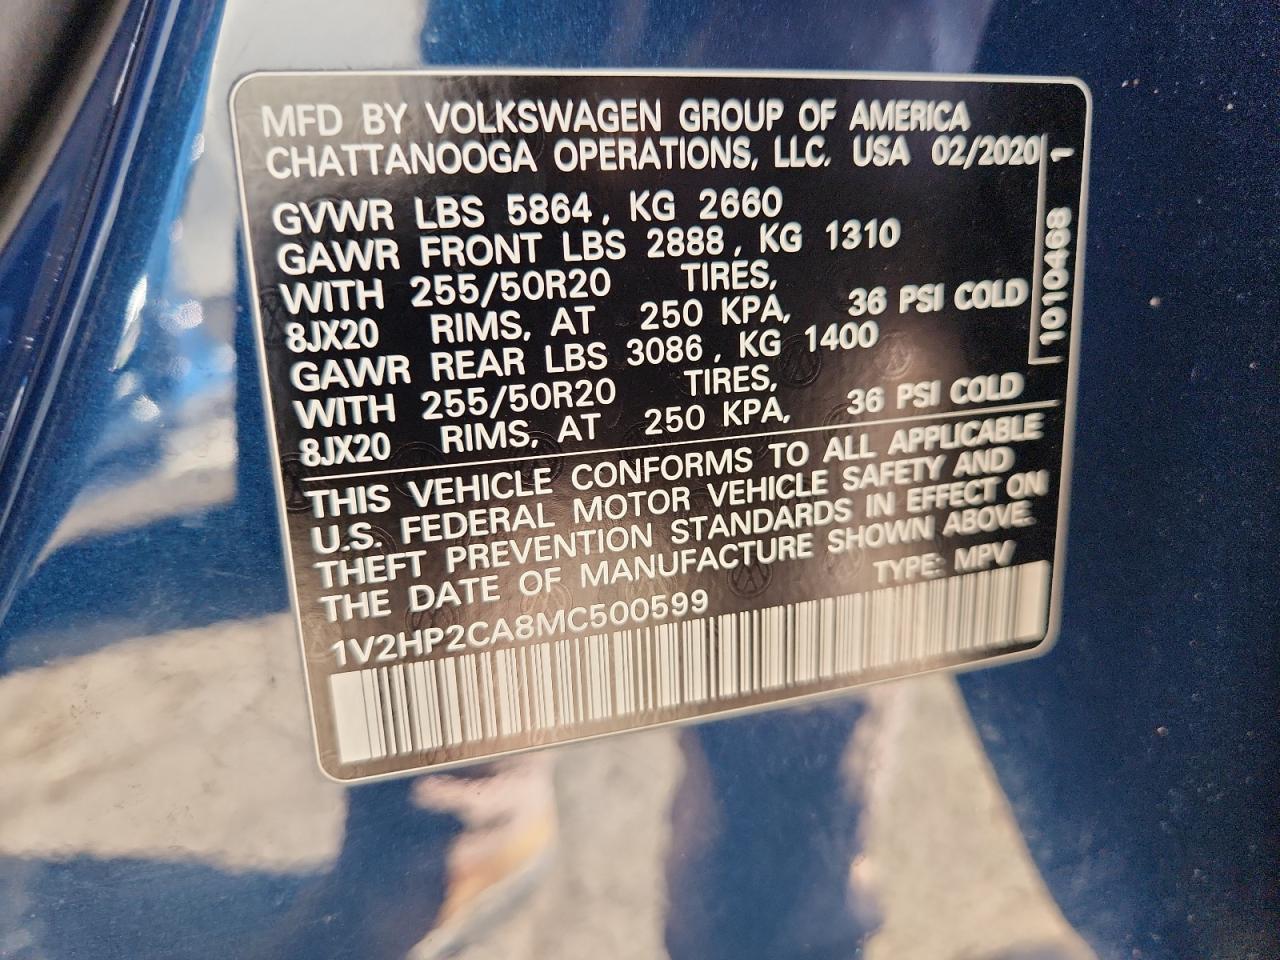 MFD BY VOLKSWAGEN GROUP OF AMERICA
CHATTANOOGA OPERATIONS, LLC. USA 02/2020
GVWR LBS 5864, KG 2660
GAWR FRONT LBS 2888, KG 1310
WITH 255/50R20 TIRES,
8JX20 RIMS, AT 250 KPA, 36 PSI COLD
GAWR REAR LBS 3086, KG 1400
WITH 255/50R20 TIRES,
8JX20 RIMS, AT 250 KPA, 36 PSI COLD
THIS VEHICLE CONFORMS TO ALL APPLICABLE
U.S. FEDERAL MOTOR VEHICLE SAFETY AND
THEFT PREVENTION STANDARDS IN EFFECT ON
THE DATE OF MANUFACTURE SHOWN ABOVE.
1V2HP2CA8MC500599 TYPE: MPV
10104468 1